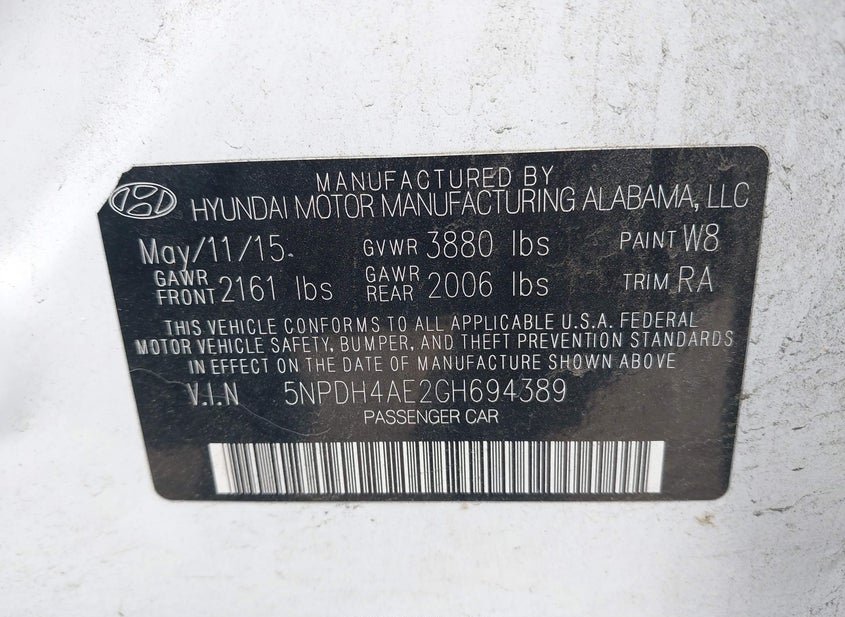 MANUFACTURED BY
HYUNDAI MOTOR MANUFACTURING ALABAMA, LLC
May/11/15 GVWR 3880 lbs PAINT W8
GAWR FRONT 2161 lbs GAWR REAR 2006 lbs TRIM RA
THIS VEHICLE CONFORMS TO ALL APPLICABLE U.S.A. FEDERAL
MOTOR VEHICLE SAFETY, BUMPER, AND THEFT PREVENTION STANDARDS
IN EFFECT ON THE DATE OF MANUFACTURE SHOWN ABOVE
V.I.N 5NPDH4AE2GH694389
PASSENGER CAR